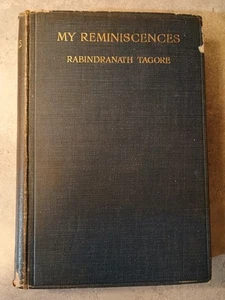 MY REMINISCENCES
RABINDRANATH TAGORE